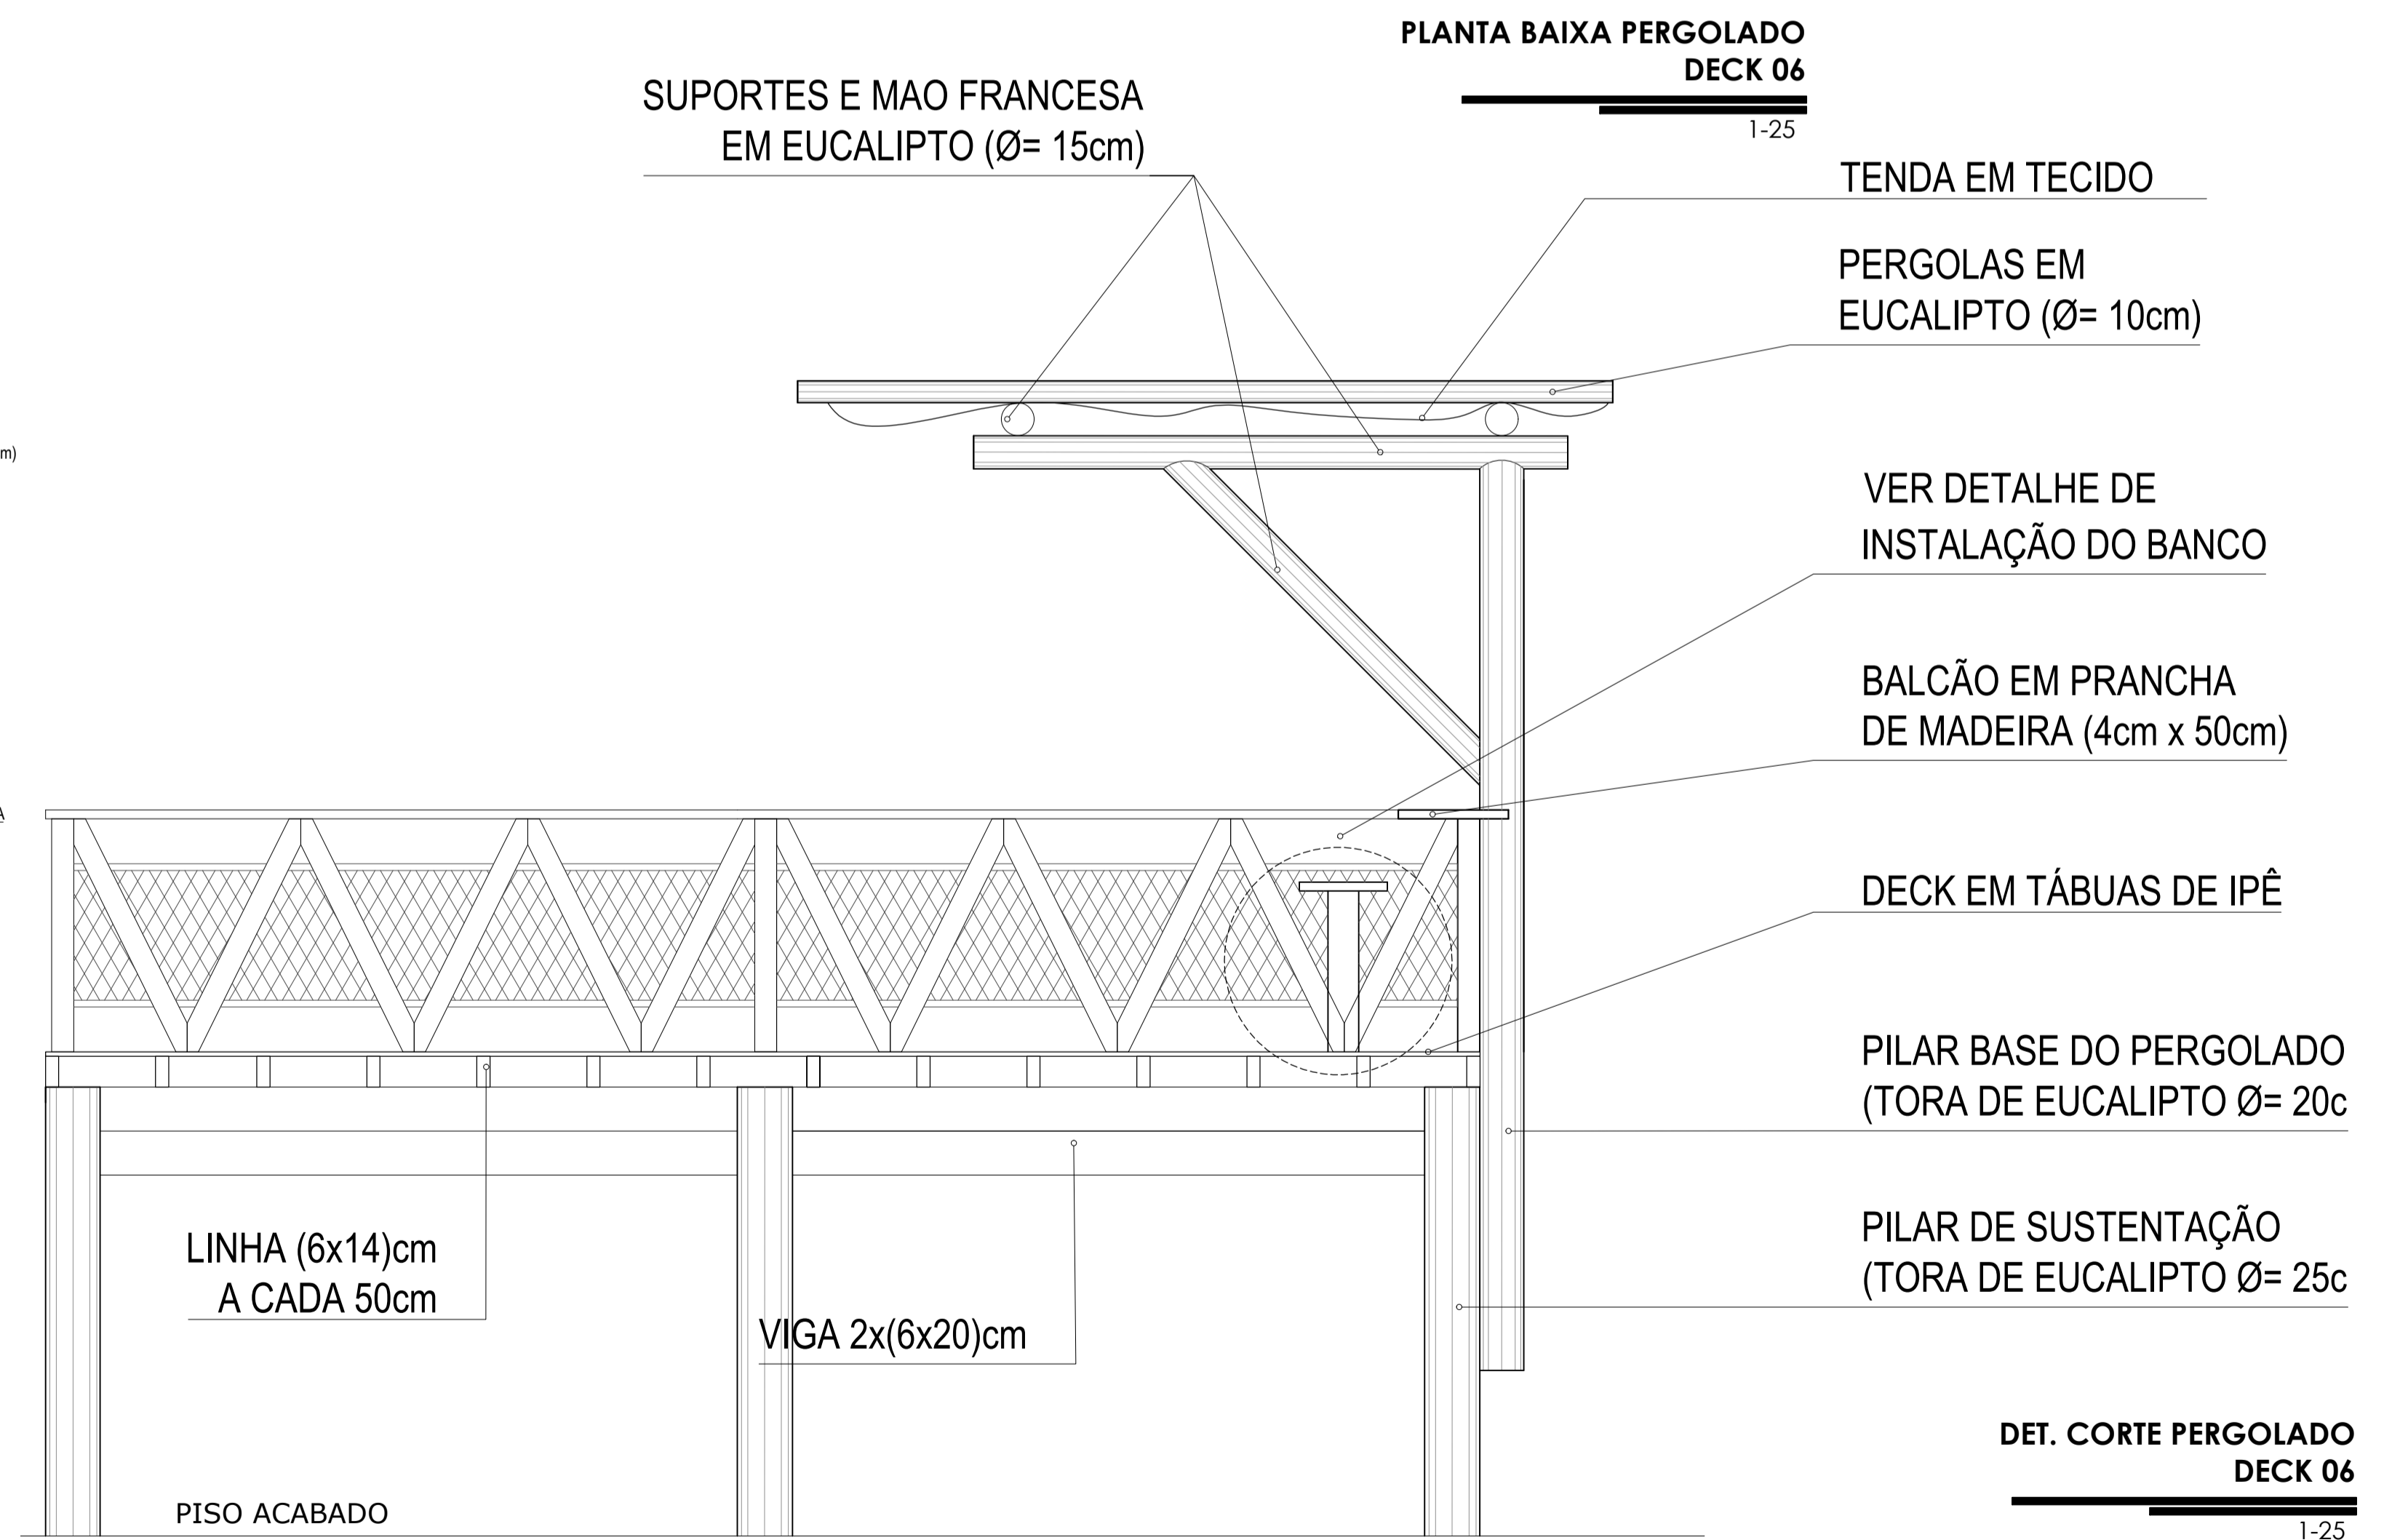 PLANTA BAIXA PERGOLADO
DECK 06
1-25
SUPORTES E MAO FRANCESA
EM EUCALIPTO (Ø= 15cm)
TENDA EM TECIDO
PERGOLAS EM
EUCALIPTO (Ø= 10cm)
m)
VER DETALHE DE
INSTALAÇÃO DO BANCO
BALCÃO EM PRANCHA
DE MADEIRA (4cm x 50cm)
A
DECK EM TÁBUAS DE IPÊ
PILAR BASE DO PERGOLADO
(TORA DE EUCALIPTO Ø= 20c
PILAR DE SUSTENTAÇÃO
(TORA DE EUCALIPTO Ø= 25c
LINHA (6x14)cm
A CADA 50cm
VIGA 2x(6x20)cm
PISO ACABADO
DET. CORTE PERGOLADO
DECK 06
1-25